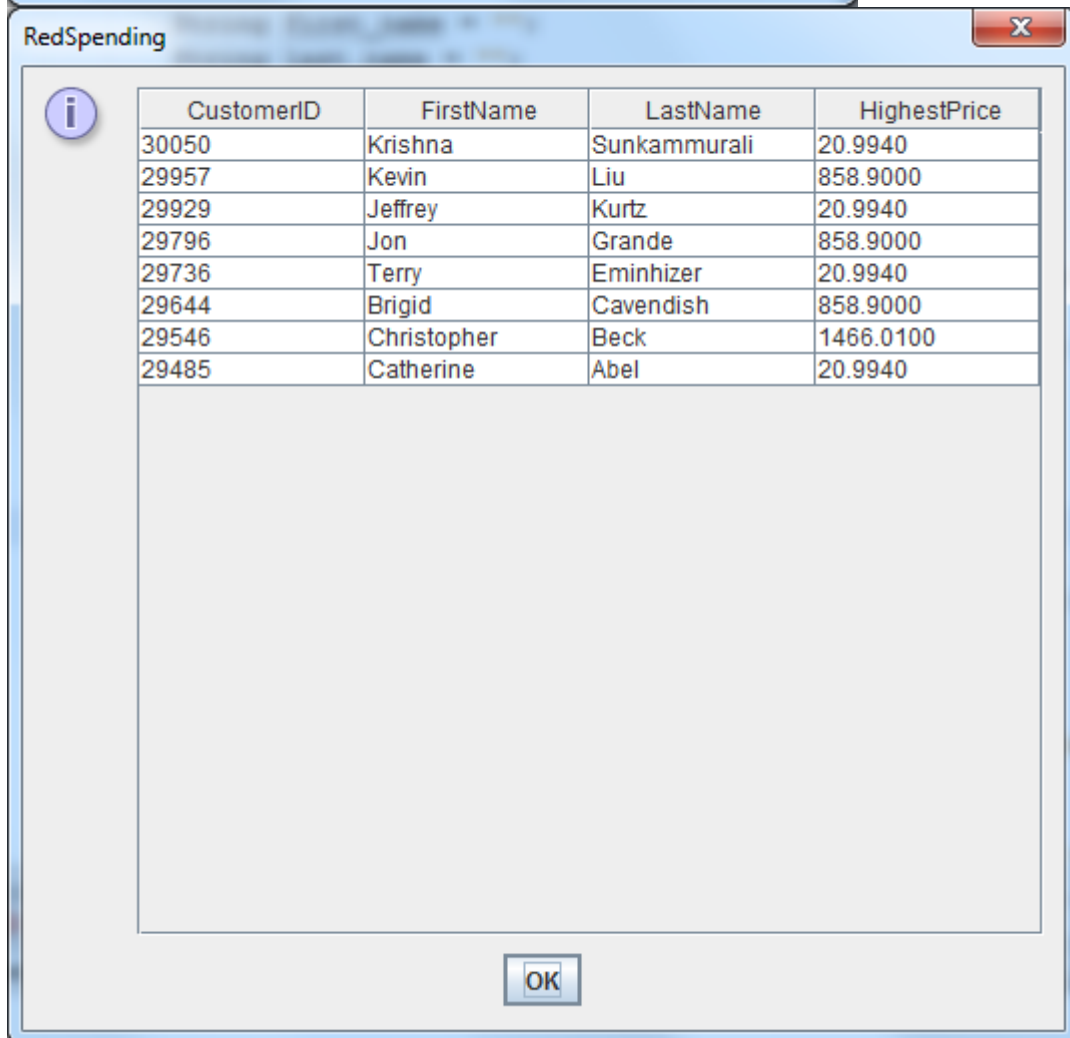 RedSpending
CustomerID FirstName LastName HighestPrice
30050 Krishna Sunkammurali 20.9940
29957 Kevin Liu 858.9000
29929 Jeffrey Kurtz 20.9940
29796 Jon Grande 858.9000
29736 Terry Eminhizer 20.9940
29644 Brigid Cavendish 858.9000
29546 Christopher Beck 1466.0100
29485 Catherine Abel 20.9940
OK